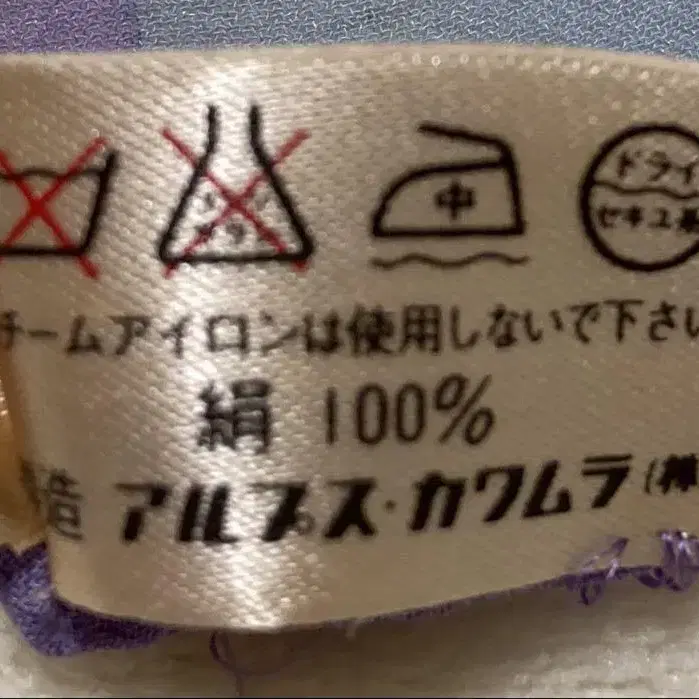 中 ドライ
セキユ系
チームアイロンは使用しないで下さい
絹 100%
造 アルプス・カワムラ(株